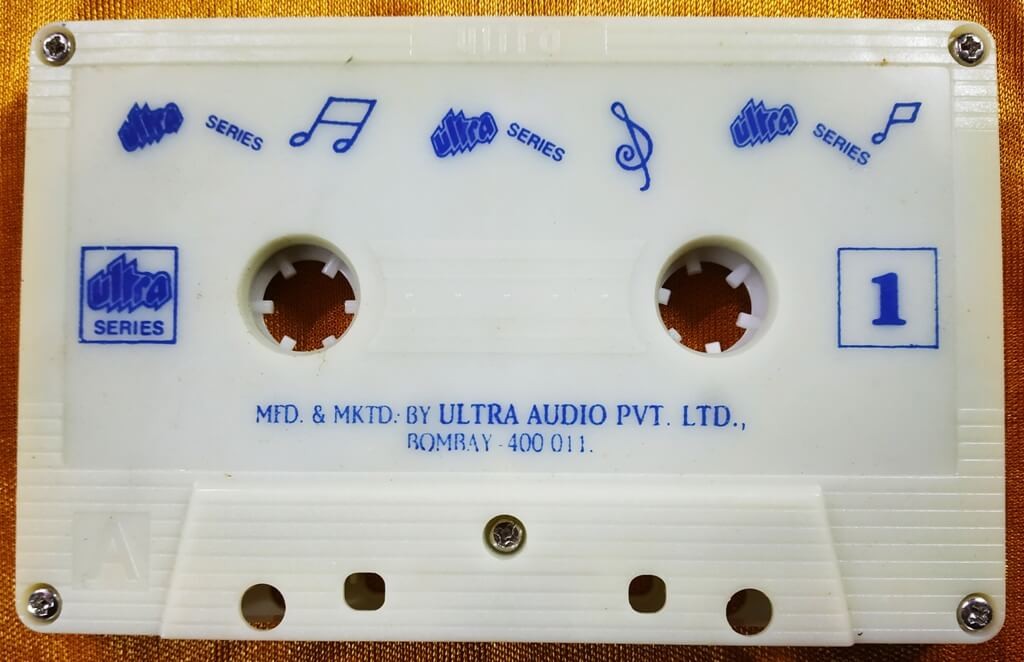 ultra
ultra SERIES
ultra SERIES
ultra SERIES
ultra
SERIES
1
MFD. & MKTD. BY ULTRA AUDIO PVT. LTD.,
BOMBAY - 400 011.
A